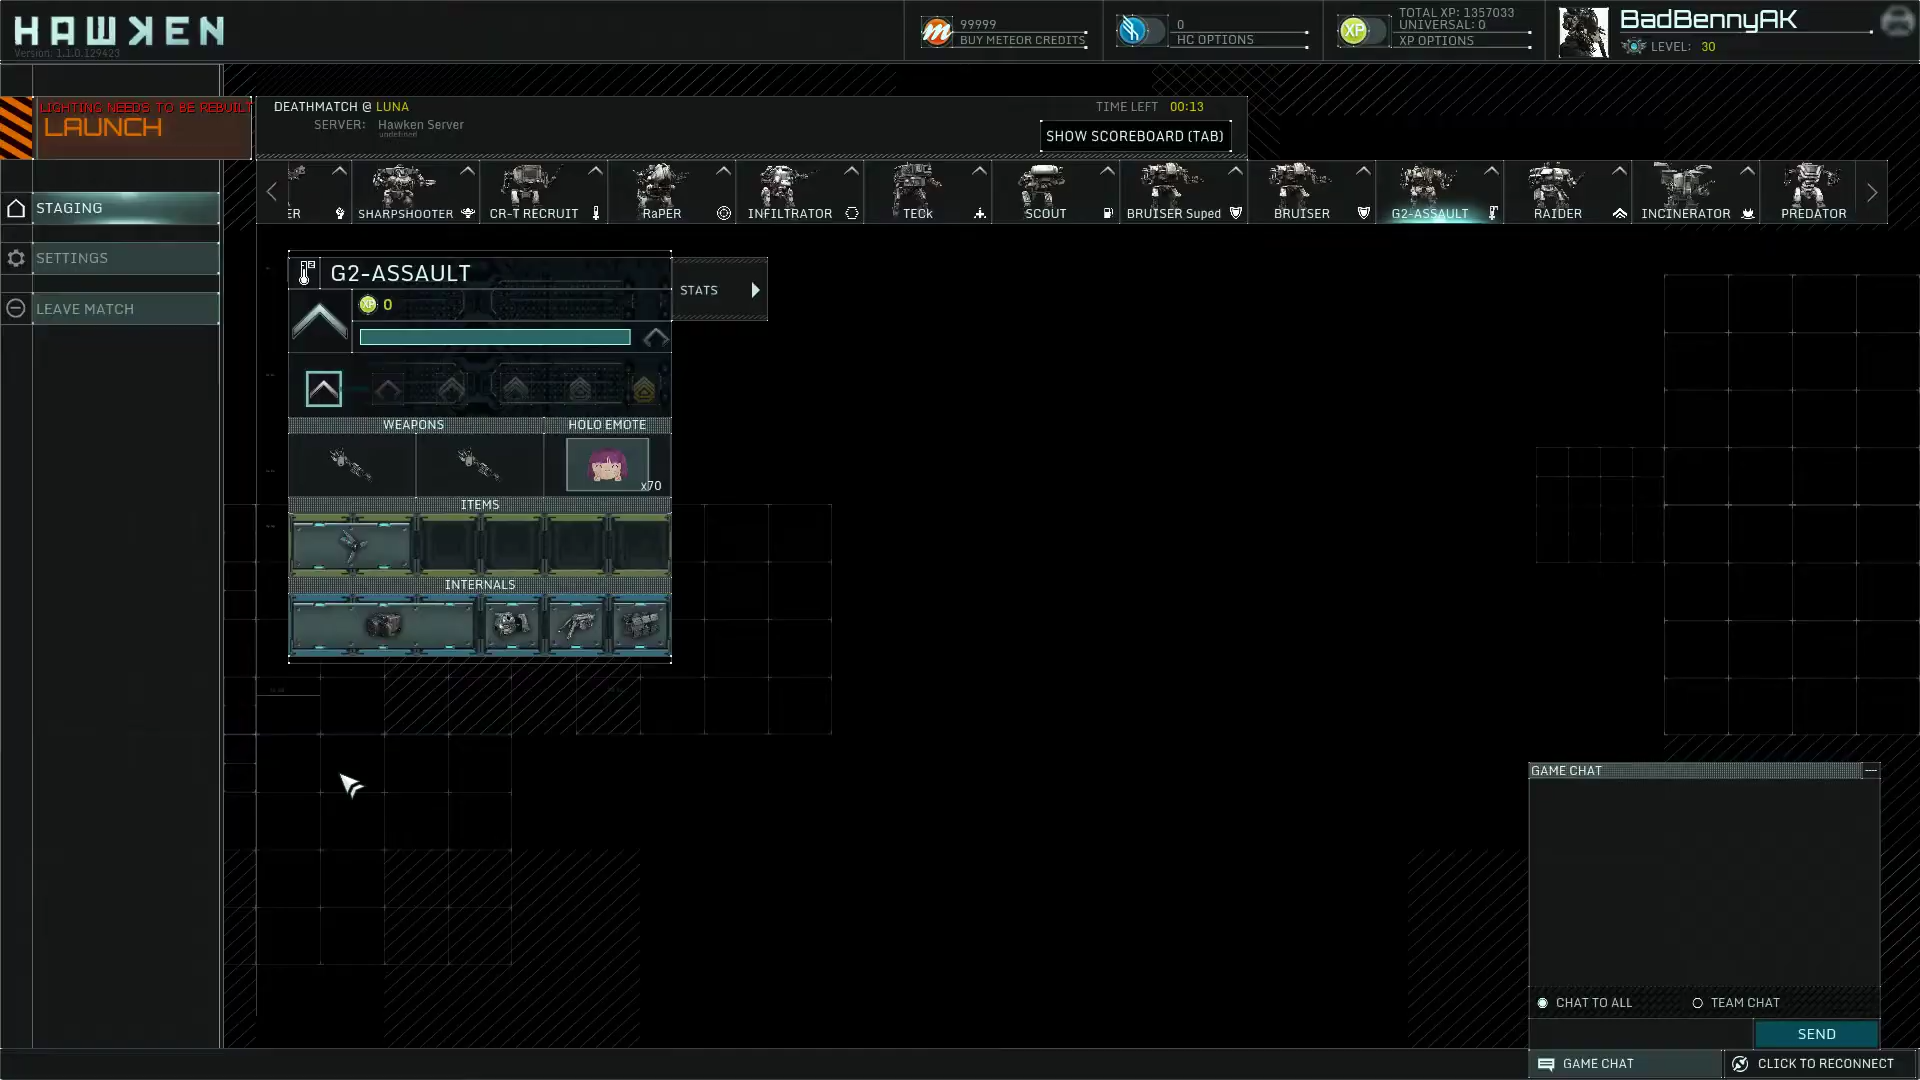 HAWKEN
Version: 1.1.0.129423
99999
BUY METEOR CREDITS
0
HC OPTIONS
XP
TOTAL XP: 1357033
UNIVERSAL: 0
XP OPTIONS
BadBennyAK
LEVEL: 30
LIGHTING NEEDS TO BE REBUILT
LAUNCH
DEATHMATCH @ LUNA
SERVER: Hawken Server
undefined
TIME LEFT 00:13
SHOW SCOREBOARD (TAB)
ER
SHARPSHOOTER
CR-T RECRUIT
RaPER
INFILTRATOR
TECk
SCOUT
BRUISER Suped
BRUISER
G2-ASSAULT
RAIDER
INCINERATOR
PREDATOR
STAGING
SETTINGS
LEAVE MATCH
G2-ASSAULT
XP 0
STATS
WEAPONS
HOLO EMOTE
x70
ITEMS
INTERNALS
GAME CHAT
CHAT TO ALL
TEAM CHAT
SEND
GAME CHAT
CLICK TO RECONNECT